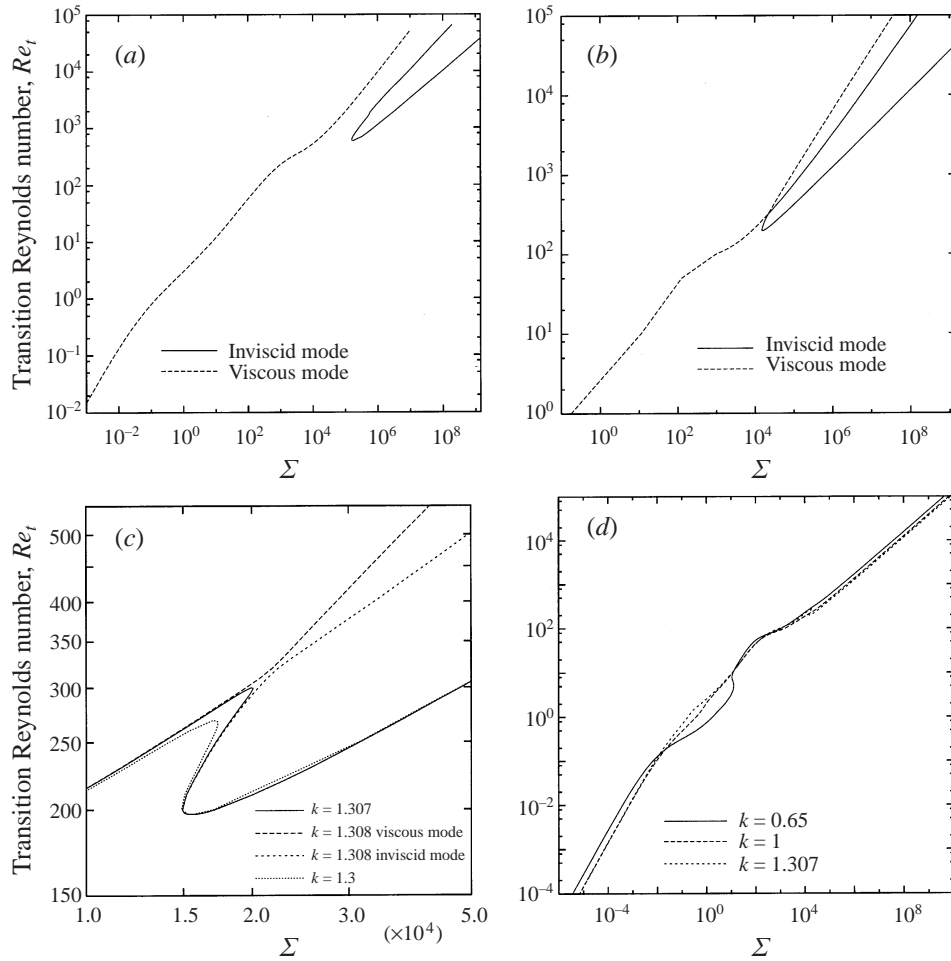 Transition Reynolds number, Re_t
10^5
10^4
10^3
10^2
10^1
10^0
10^−1
10^−2
(a)
Inviscid mode
Viscous mode
10^−2 10^0 10^2 10^4 10^6 10^8
Σ
10^5
10^4
10^3
10^2
10^1
10^0
(b)
Inviscid mode
Viscous mode
10^0 10^2 10^4 10^6 10^8
Σ
Transition Reynolds number, Re_t
500
400
350
300
250
200
150
(c)
k = 1.307
k = 1.308 viscous mode
k = 1.308 inviscid mode
k = 1.3
1.0 1.5 2.0 3.0 5.0
(×10^4)
Σ
10^4
10^2
10^0
10^−2
10^−4
(d)
k = 0.65
k = 1
k = 1.307
10^−4 10^0 10^4 10^8
Σ